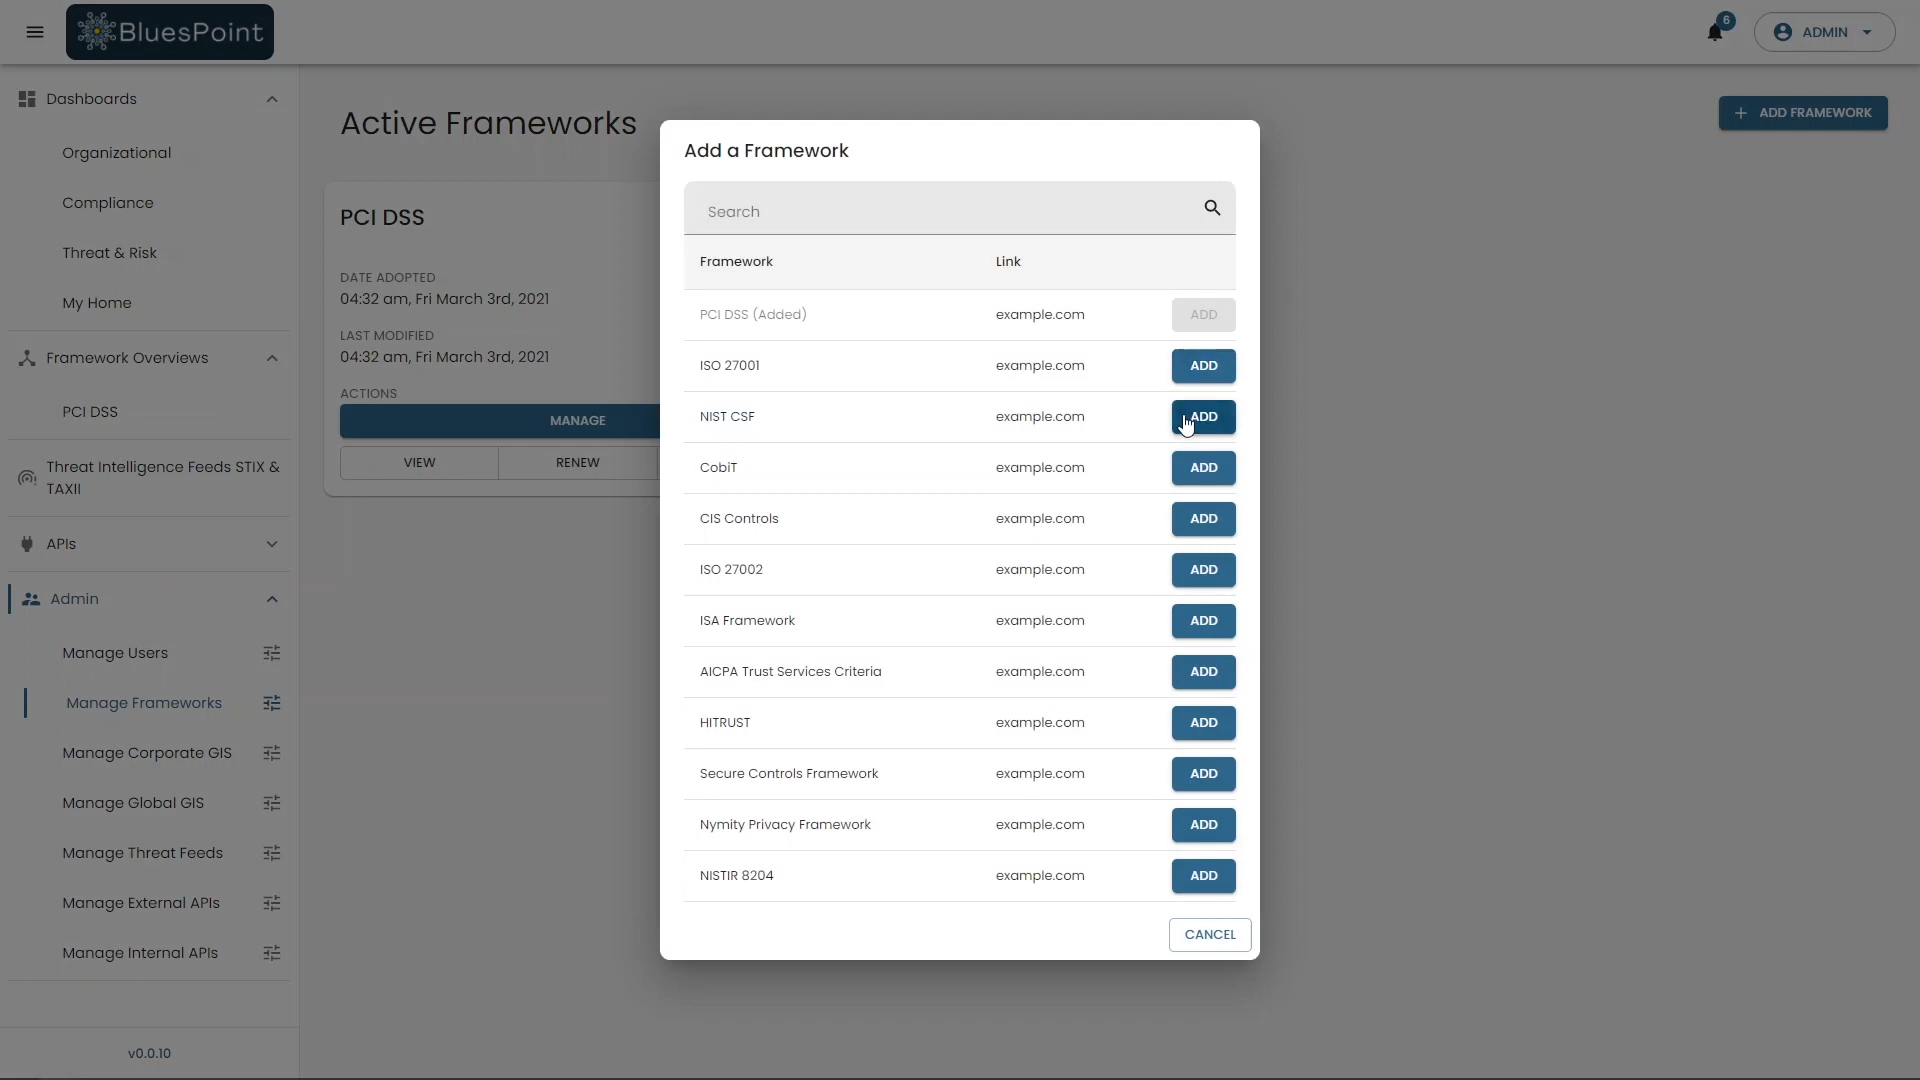 BluesPoint
6
ADMIN
Dashboards
Organizational
Compliance
Threat & Risk
My Home
Framework Overviews
PCI DSS
Threat Intelligence Feeds STIX &
TAXII
APIs
Admin
Manage Users
Manage Frameworks
Manage Corporate GIS
Manage Global GIS
Manage Threat Feeds
Manage External APIs
Manage Internal APIs
v0.0.10
Active Frameworks
ADD FRAMEWORK
PCI DSS
DATE ADOPTED
04:32 am, Fri March 3rd, 2021
LAST MODIFIED
04:32 am, Fri March 3rd, 2021
ACTIONS
MANAGE
VIEW RENEW
Add a Framework
Search
Framework Link
PCI DSS (Added) example.com ADD
ISO 27001 example.com ADD
NIST CSF example.com ADD
CobiT example.com ADD
CIS Controls example.com ADD
ISO 27002 example.com ADD
ISA Framework example.com ADD
AICPA Trust Services Criteria example.com ADD
HITRUST example.com ADD
Secure Controls Framework example.com ADD
Nymity Privacy Framework example.com ADD
NISTIR 8204 example.com ADD
CANCEL